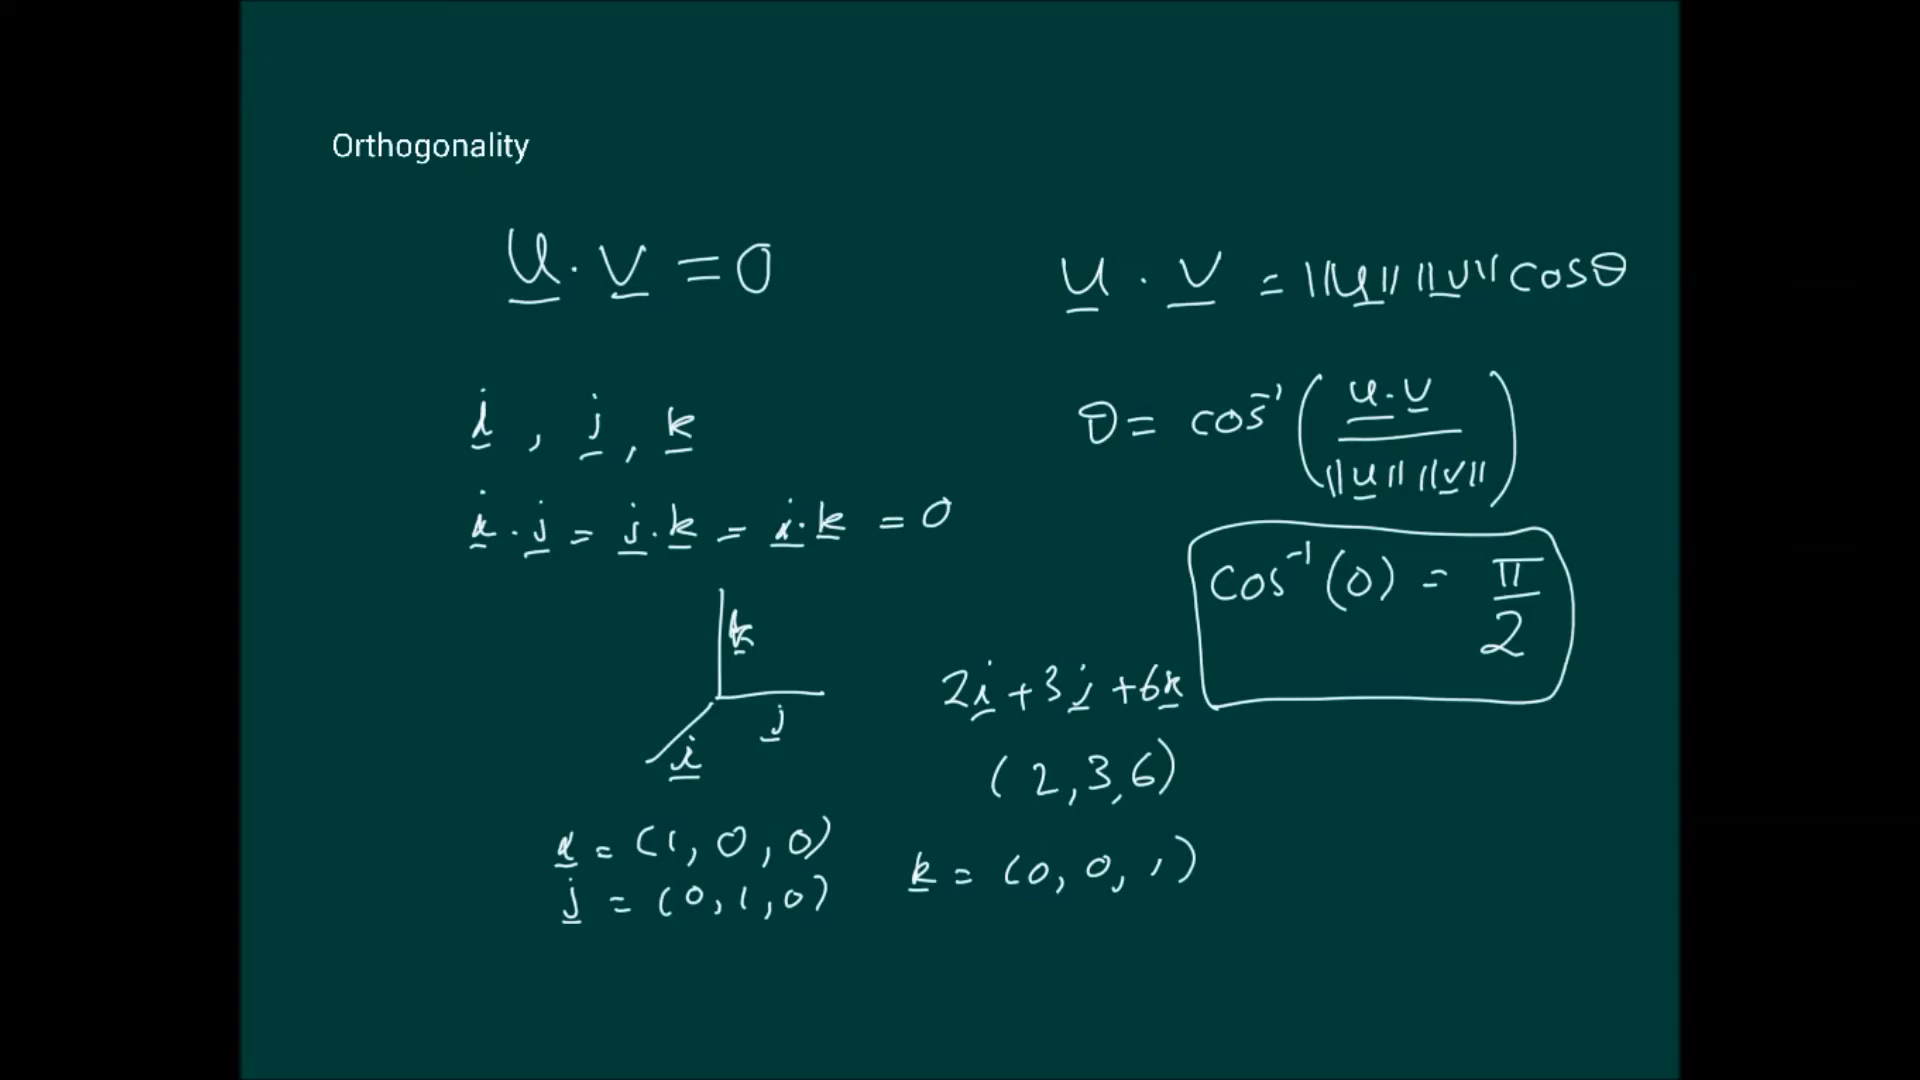 Orthogonality
u · v = 0
u · v = ||u|| ||v|| cosθ
i , j , k
θ = cos⁻¹ ( u·v / ||u|| ||v|| )
i · j = j · k = i · k = 0
cos⁻¹(0) = π/2
k
j
i
2i + 3j + 6k
(2, 3, 6)
i = (1, 0, 0)
j = (0, 1, 0)
k = (0, 0, 1)